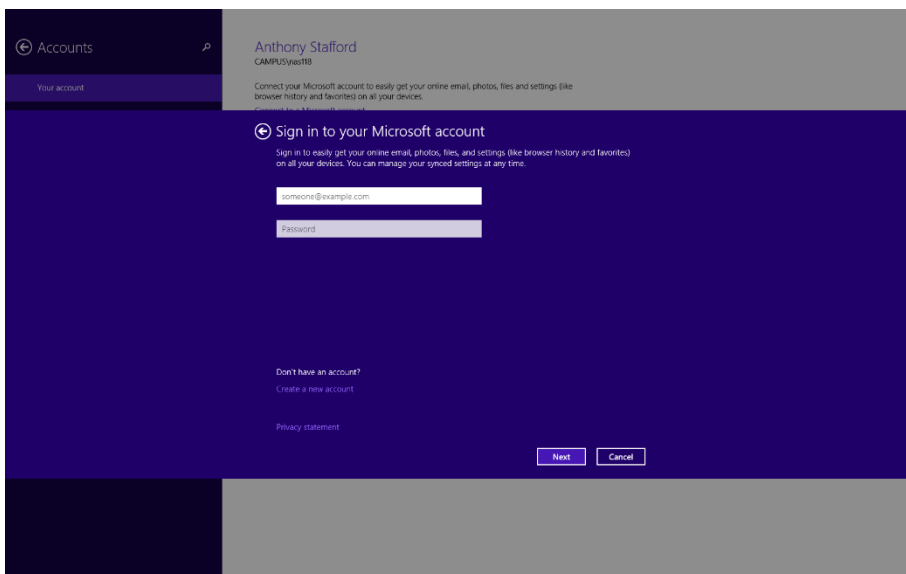 Accounts
Your account
Anthony Stafford
CAMPUS\nas118
Connect your Microsoft account to easily get your online email, photos, files and settings (like
browser history and favorites) on all your devices.
Connect to a Microsoft account
Sign in to your Microsoft account
Sign in to easily get your online email, photos, files, and settings (like browser history and favorites)
on all your devices. You can manage your synced settings at any time.
someone@example.com
Password
Don't have an account?
Create a new account
Privacy statement
Next
Cancel